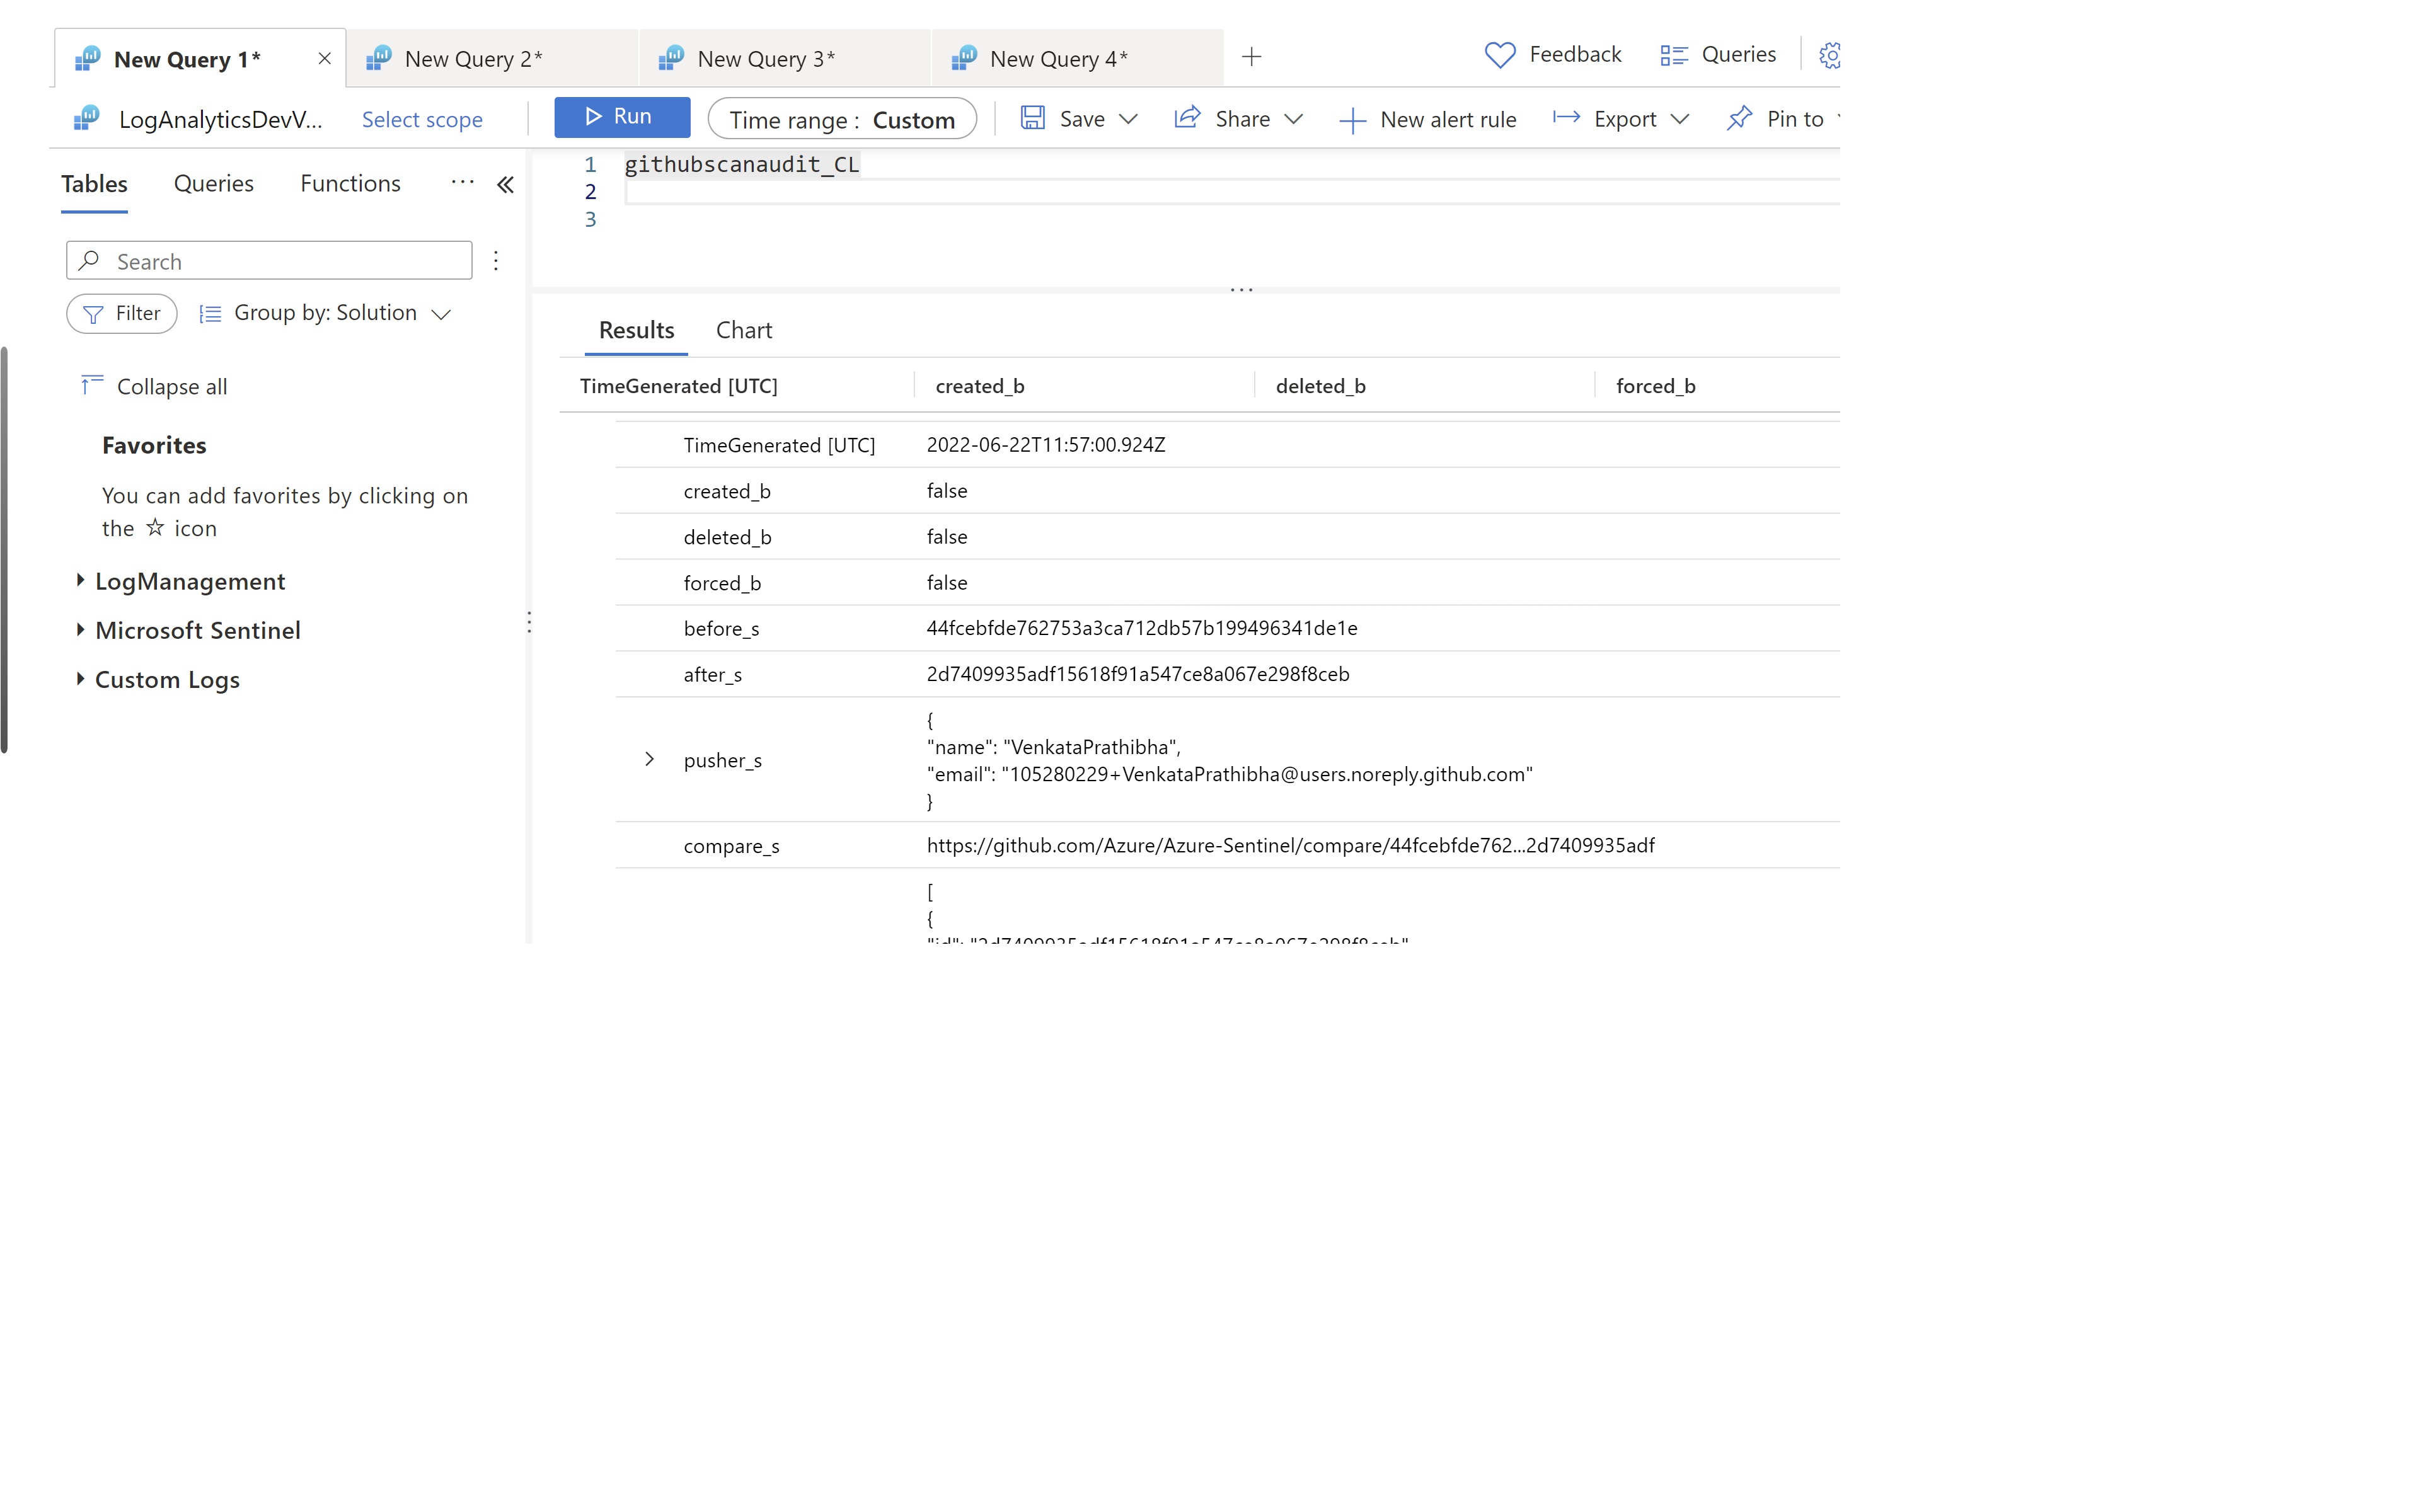 New Query 1*
New Query 2*
New Query 3*
New Query 4*
Feedback
Queries
LogAnalyticsDevV...
Select scope
Run
Time range : Custom
Save
Share
New alert rule
Export
Pin to
Tables
Queries
Functions
Search
Filter
Group by: Solution
Collapse all
Favorites
You can add favorites by clicking on
the ☆ icon
LogManagement
Microsoft Sentinel
Custom Logs
1 githubscanaudit_CL
2
3
Results
Chart
TimeGenerated [UTC] created_b deleted_b forced_b
TimeGenerated [UTC] 2022-06-22T11:57:00.924Z
created_b false
deleted_b false
forced_b false
before_s 44fcebfde762753a3ca712db57b199496341de1e
after_s 2d7409935adf15618f91a547ce8a067e298f8ceb
{
"name": "VenkataPrathibha",
pusher_s
"email": "105280229+VenkataPrathibha@users.noreply.github.com"
}
compare_s https://github.com/Azure/Azure-Sentinel/compare/44fcebfde762...2d7409935adf
[
{
"id": "2d7409935adf15618f91a547ce8a067e298f8ceb"